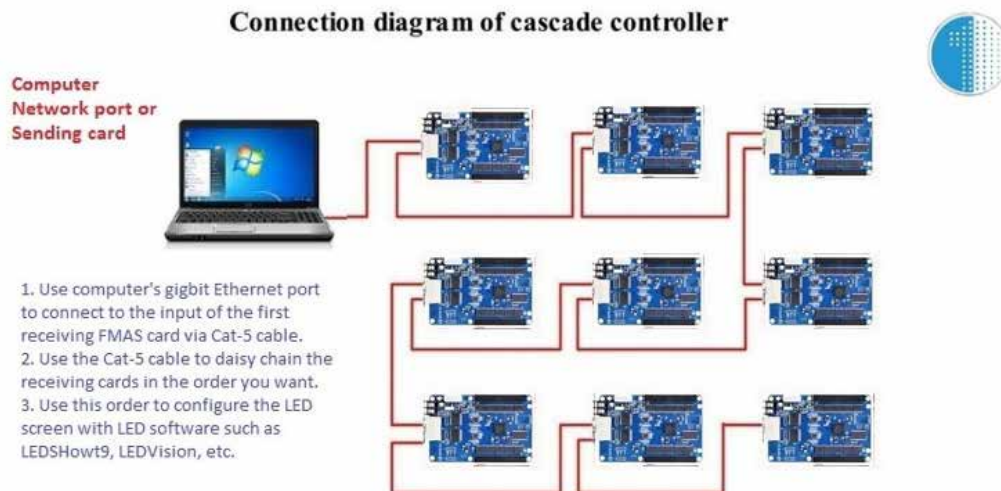 Connection diagram of cascade controller
Computer
Network port or
Sending card
1. Use computer's gigbit Ethernet port
to connect to the input of the first
receiving FMAS card via Cat-5 cable.
2. Use the Cat-5 cable to daisy chain the
receiving cards in the order you want.
3. Use this order to configure the LED
screen with LED software such as
LEDSHowt9, LEDVision, etc.